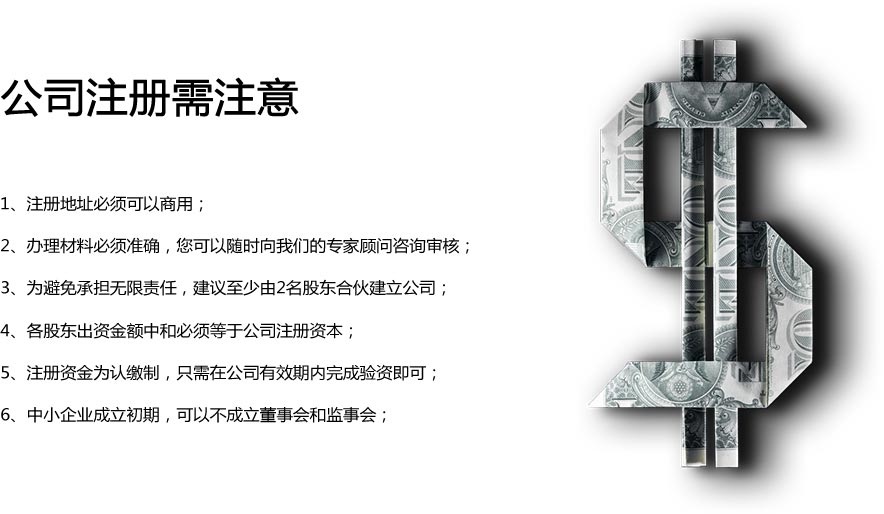 公司注册需注意
1、注册地址必须可以商用；
2、办理材料必须准确，您可以随时向我们的专家顾问咨询审核；
3、为避免承担无限责任，建议至少由2名股东合伙建立公司；
4、各股东出资金额中和必须等于公司注册资本；
5、注册资金为认缴制，只需在公司有效期内完成验资即可；
6、中小企业成立初期，可以不成立董事会和监事会；